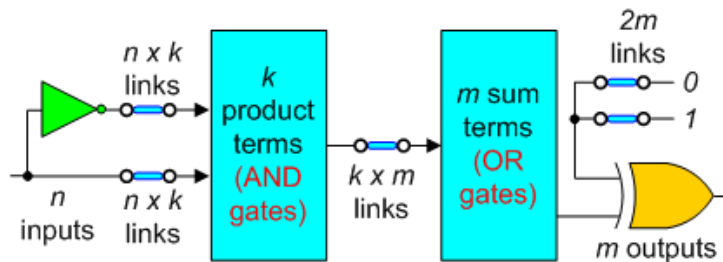 n x k
links
n
inputs
n x k
links
k
product
terms
(AND
gates)
k x m
links
m sum
terms
(OR
gates)
2m
links
0
1
m outputs